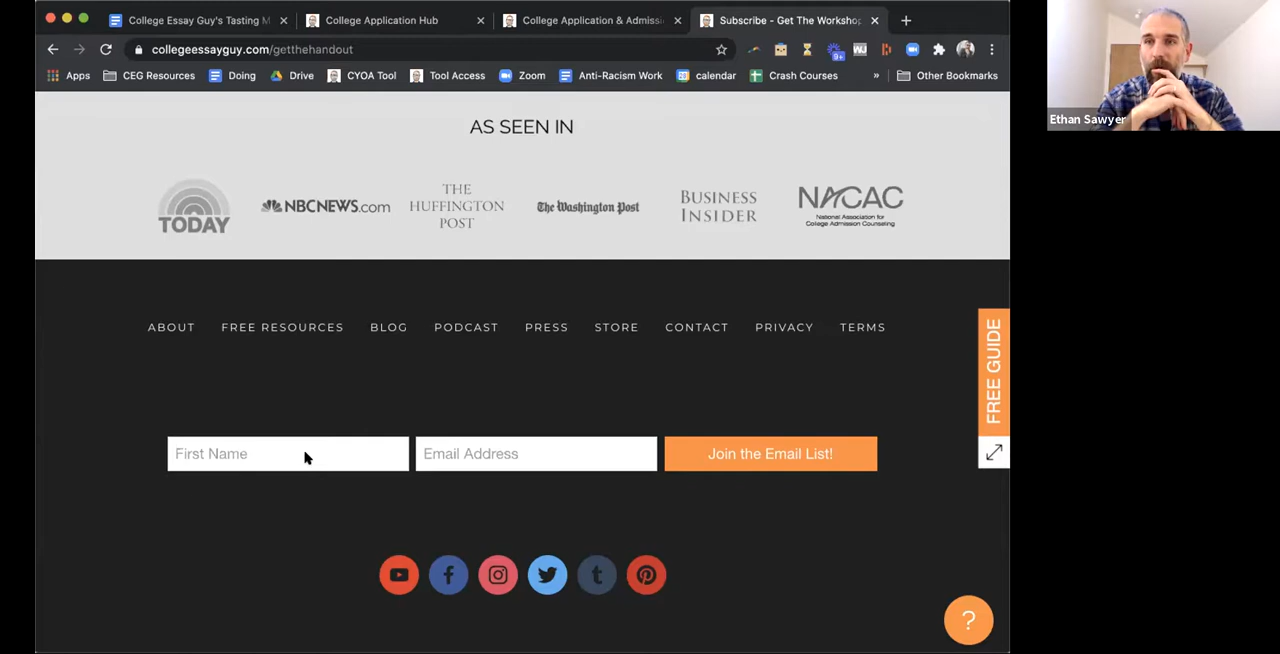 College Essay Guy's Tasting M
College Application Hub
College Application & Admissi
Subscribe - Get The Workshop
collegeessayguy.com/getthehandout
9+
Apps CEG Resources Doing Drive CYOA Tool Tool Access Zoom Anti-Racism Work calendar Crash Courses » Other Bookmarks
Ethan Sawyer
AS SEEN IN
TODAY
NBCNEWS.com
THE
HUFFINGTON
POST
The Washington Post
BUSINESS
INSIDER
NACAC
National Association for
College Admission Counseling
ABOUT FREE RESOURCES BLOG PODCAST PRESS STORE CONTACT PRIVACY TERMS
FREE GUIDE
First Name
Email Address
Join the Email List!
?